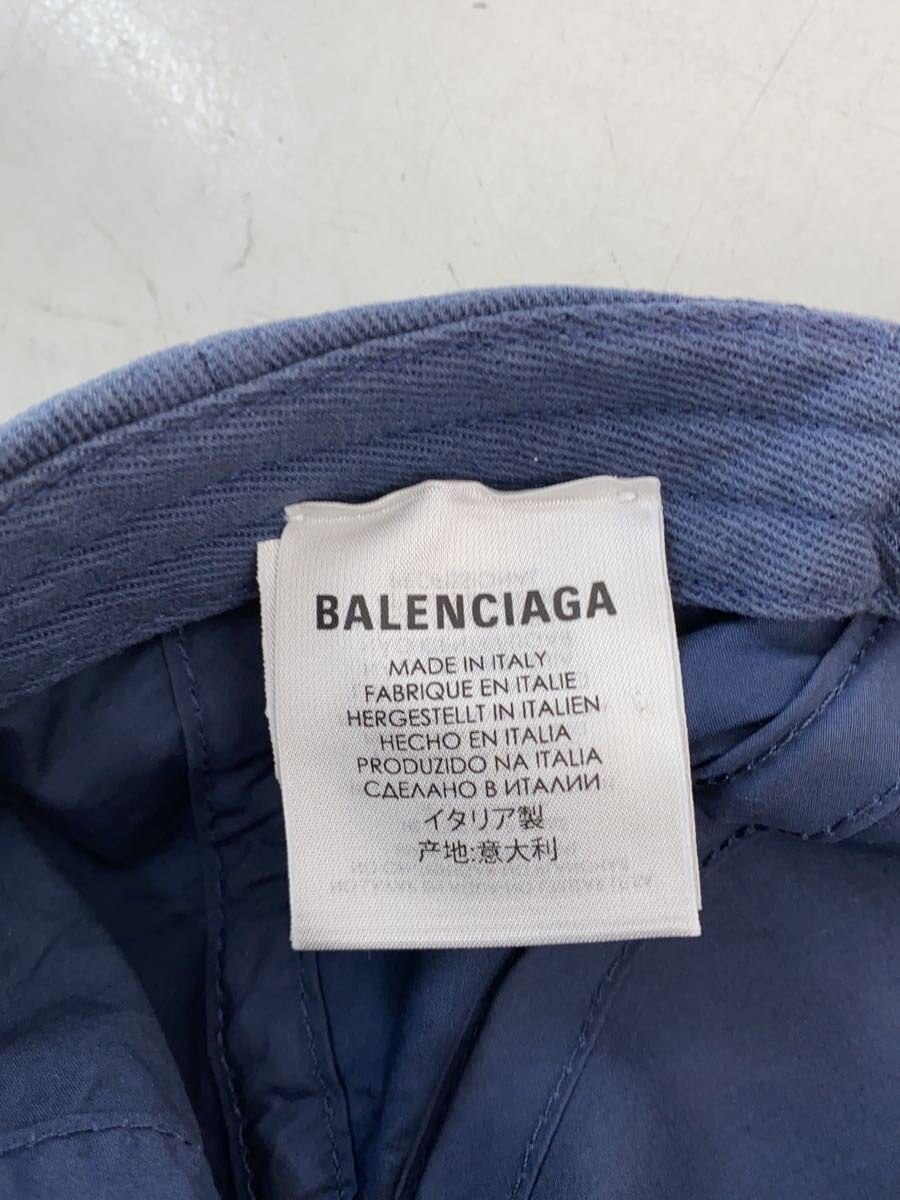 BALENCIAGA
MADE IN ITALY
FABRIQUE EN ITALIE
HERGESTELLT IN ITALIEN
HECHO EN ITALIA
PRODUZIDO NA ITALIA
СДЕЛАНО В ИТАЛИИ
イタリア製
产地:意大利